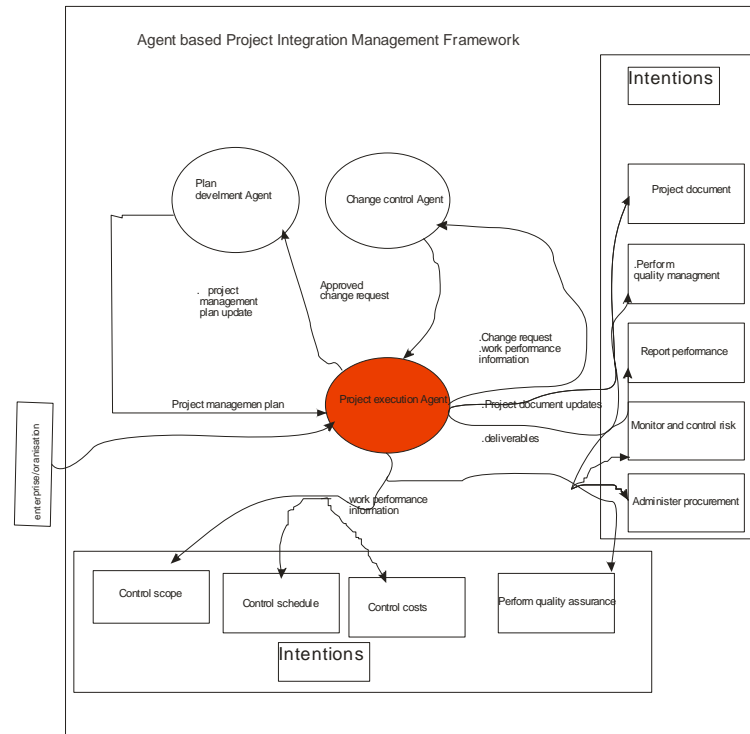 Agent based Project Integration Management Framework
Intentions
Plan
develment Agent
Change control Agent
Project document
.Perform
quality managment
. project
management
plan update
Approved
change request
.Change request
.work performance
information
Report performance
Project managemen plan
Project execution Agent
.Project document updates
.deliverables
Monitor and control risk
enterprise/oranisation
work performance
information
Administer procurement
Control scope
Control schedule
Control costs
Perform quality assurance
Intentions